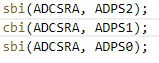 sbi(ADCSRA, ADPS2);
cbi(ADCSRA, ADPS1);
sbi(ADCSRA, ADPS0);